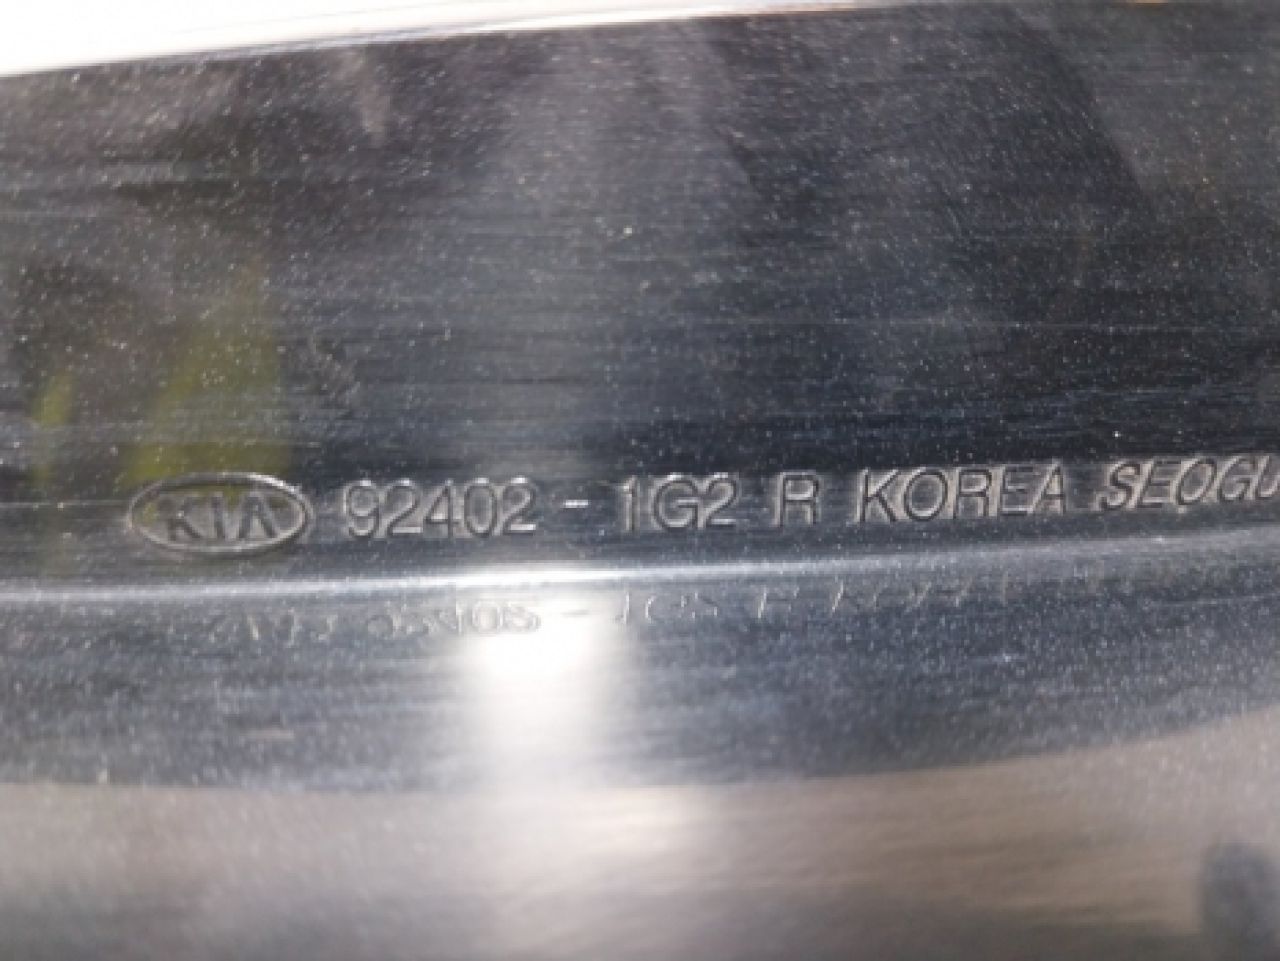 KIA 92402 - 1G2 R KOREA SEOGU